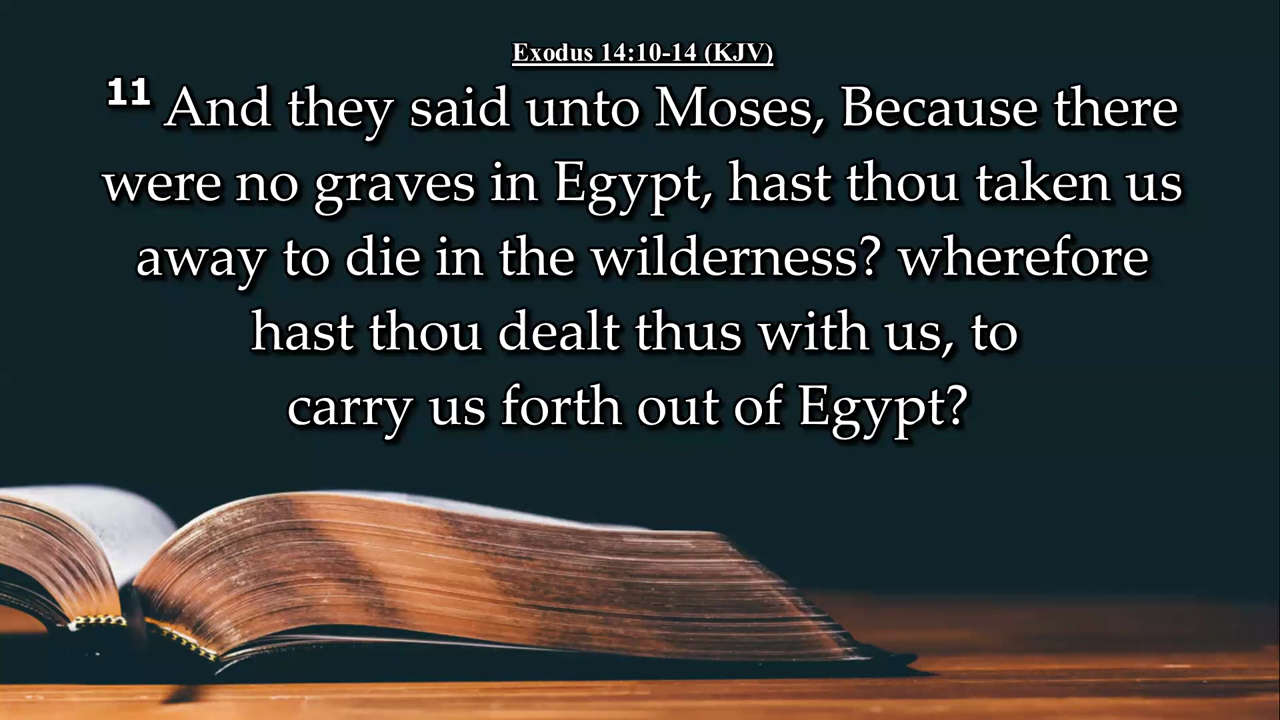 Exodus 14:10-14 (KJV)
11 And they said unto Moses, Because there
were no graves in Egypt, hast thou taken us
away to die in the wilderness? wherefore
hast thou dealt thus with us, to
carry us forth out of Egypt?